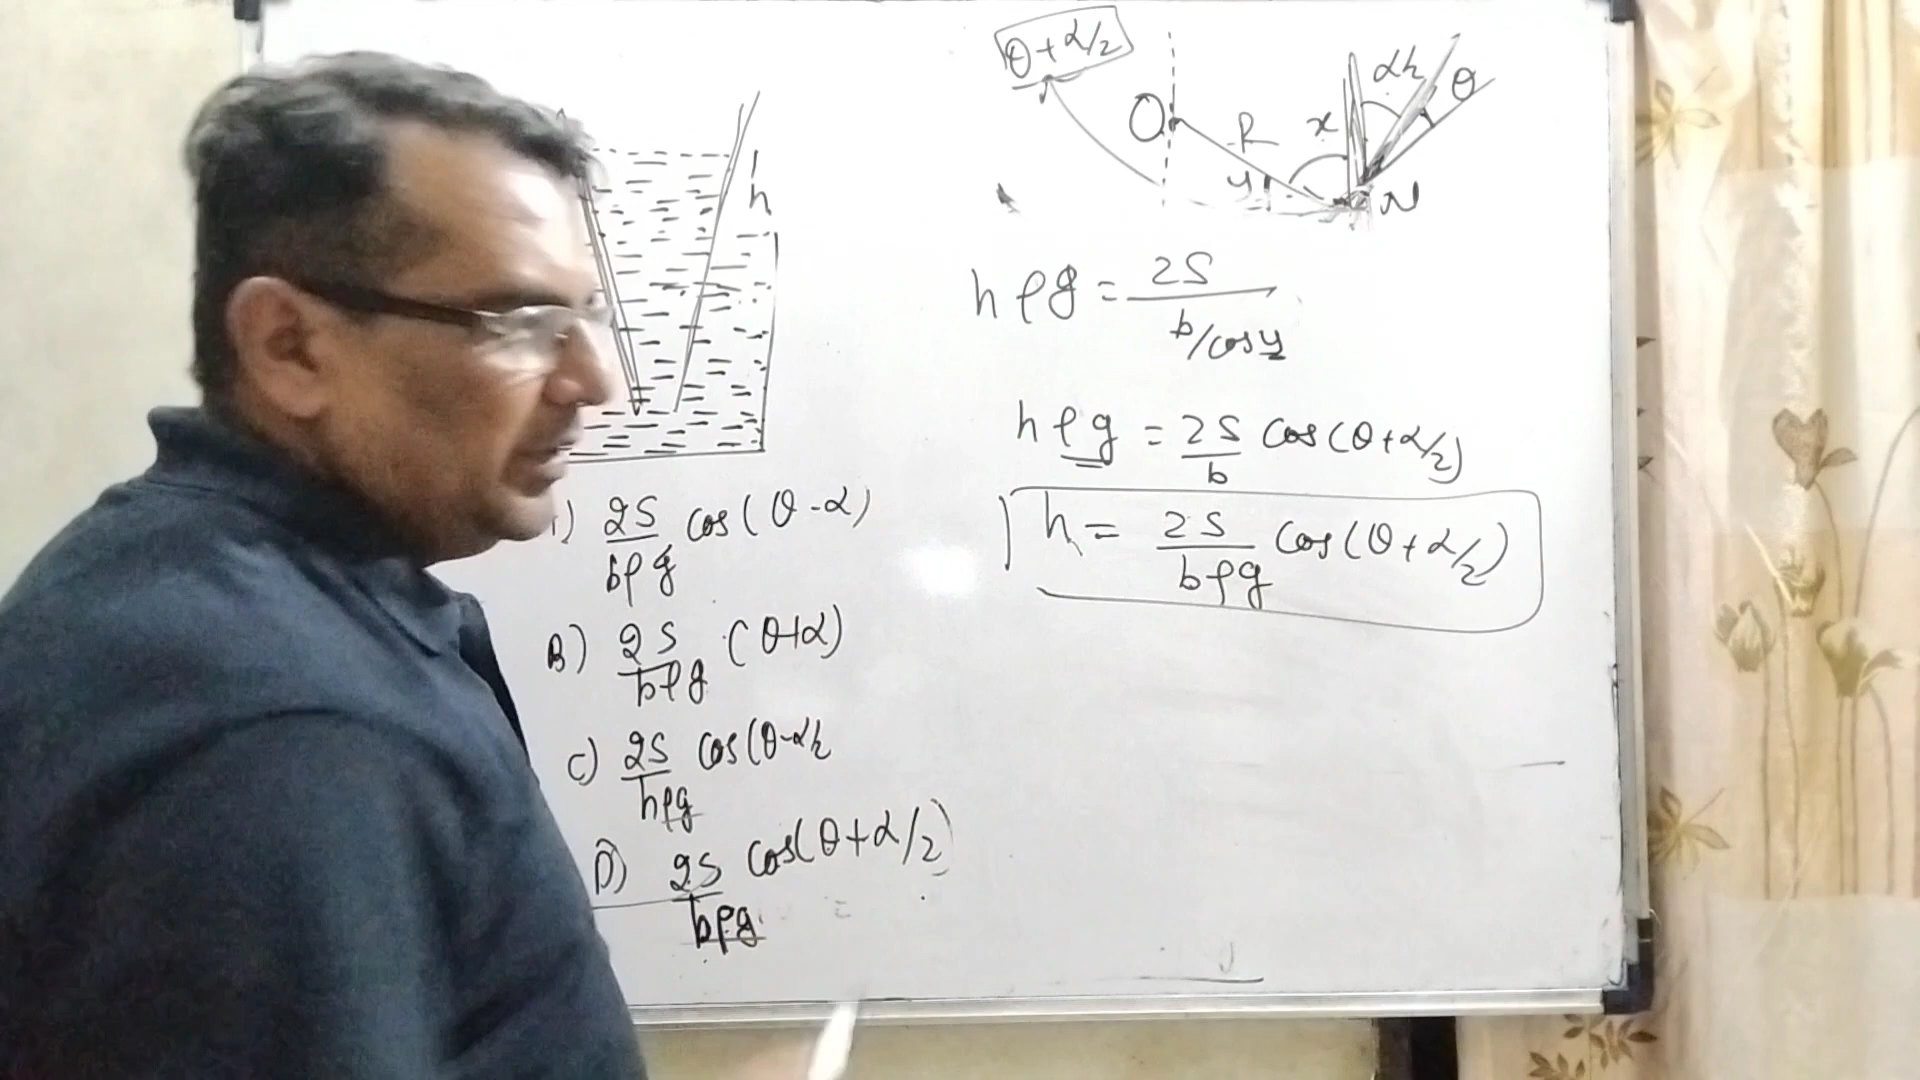 h
A) 2S/bρg cos(θ-α)
B) 2S/bρg (θ+α)
C) 2S/hρg cos(θ-α/2
D) 2S/bρg cos(θ+α/2)
θ+α/2
O R x α/2 θ
y N
hρg = 2S/(b/cosy)
hρg = 2S/b cos(θ+α/2)
h = 2S/bρg cos(θ+α/2)